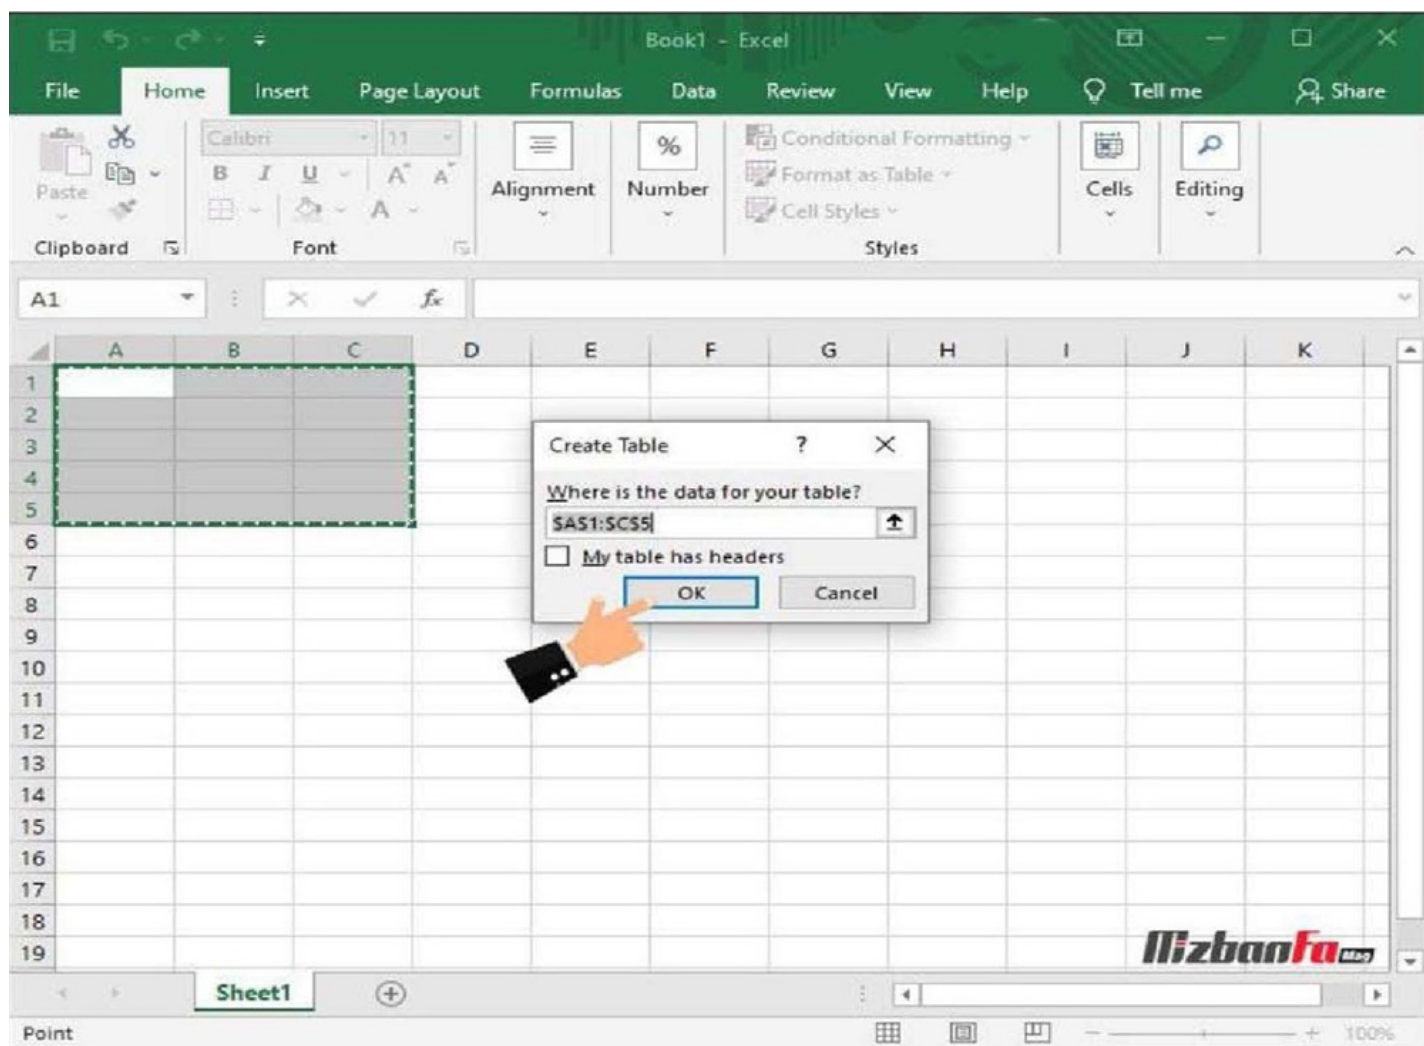 Book1 - Excel
File Home Insert Page Layout Formulas Data Review View Help Tell me Share
Calibri 11
Paste B I U A A
A
Alignment Number
Conditional Formatting
Format as Table
Cell Styles
Cells Editing
Clipboard Font Styles
A1 fx
A B C D E F G H I J K
1
2
3
4
5
6
7
8
9
10
11
12
13
14
15
16
17
18
19
Create Table ? ×
Where is the data for your table?
$A$1:$C$5
My table has headers
OK Cancel
MizbanFa Mag
Sheet1
Point 100%